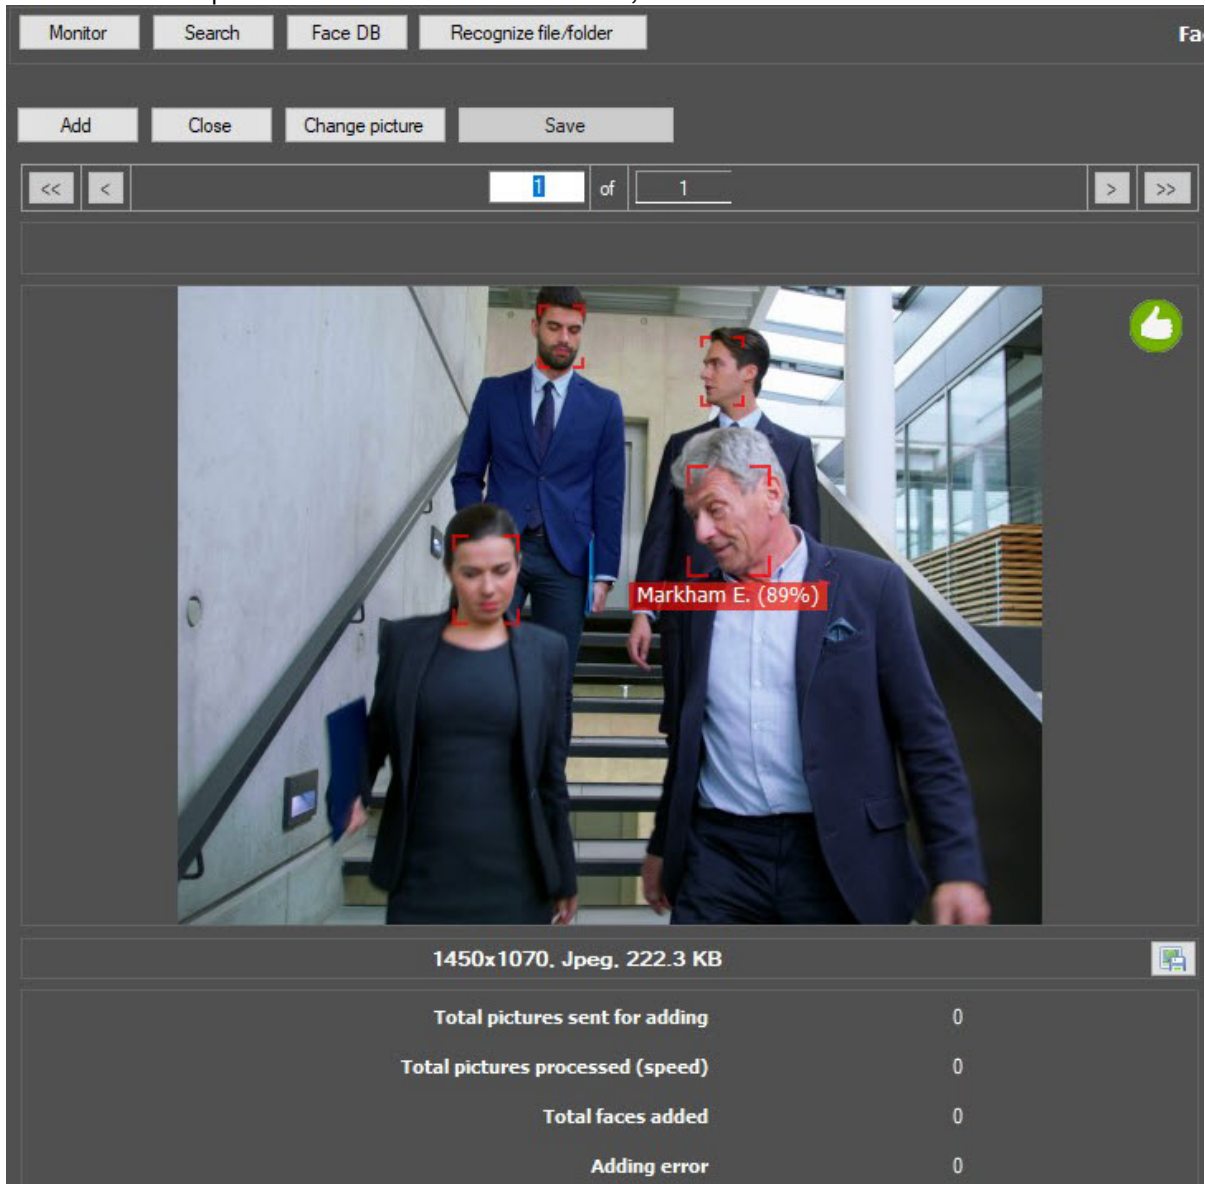 Monitor Search Face DB Recognize file/folder Fa
Add Close Change picture Save
<< < 1 of 1 > >>
Markham E. (89%)
1450x1070, Jpeg, 222.3 KB
Total pictures sent for adding 0
Total pictures processed (speed) 0
Total faces added 0
Adding error 0